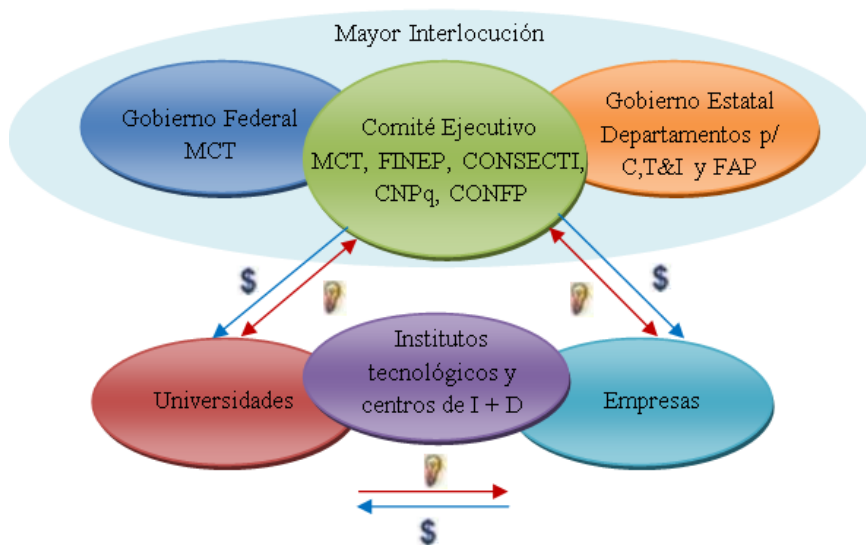 Mayor Interlocución
Gobierno Federal
MCT
Comité Ejecutivo
MCT, FINEP, CONSECTI,
CNPq, CONFP
Gobierno Estatal
Departamentos p/
C,T&I y FAP
$
$
Universidades
Institutos
tecnológicos y
centros de I + D
Empresas
$